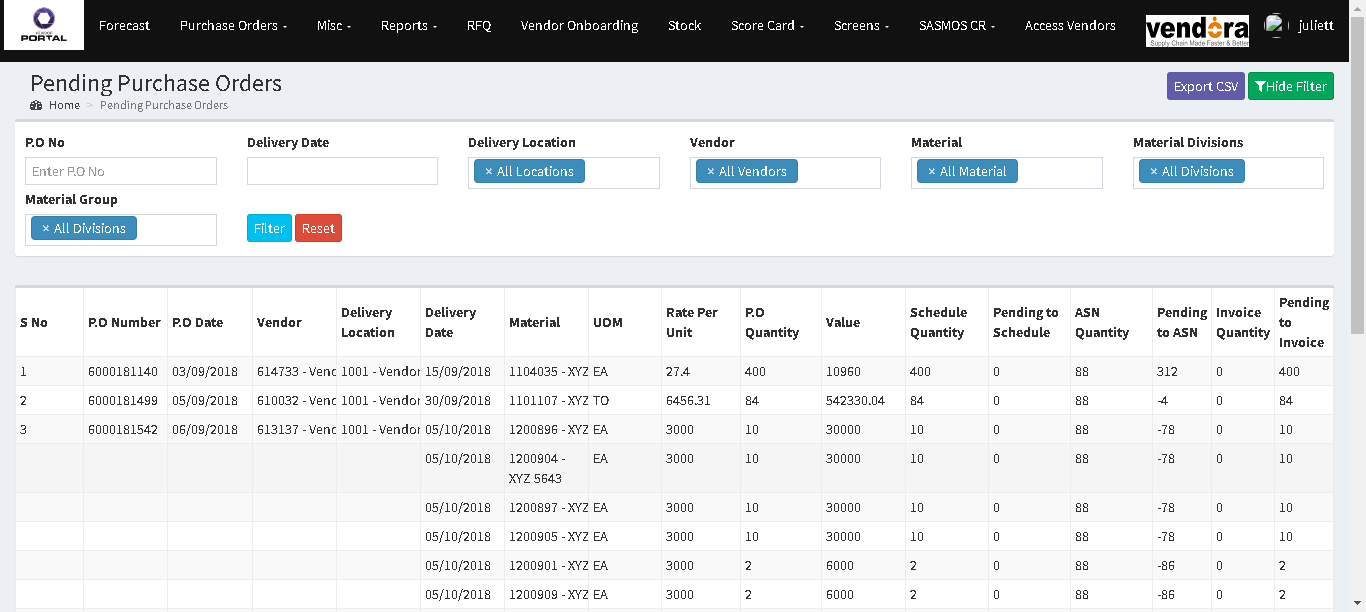 VENDOR
PORTAL
Forecast Purchase Orders Misc Reports RFQ Vendor Onboarding Stock Score Card Screens SASMOS CR Access Vendors
vendora
Supply Chain Made Faster & Better
juliett
Pending Purchase Orders
Home > Pending Purchase Orders
Export CSV Hide Filter
P.O No Delivery Date Delivery Location Vendor Material Material Divisions
Enter P.O No × All Locations × All Vendors × All Material × All Divisions
Material Group
× All Divisions Filter Reset
S No P.O Number P.O Date Vendor Delivery Location Delivery Date Material UOM Rate Per Unit P.O Quantity Value Schedule Quantity Pending to Schedule ASN Quantity Pending to ASN Invoice Quantity Pending to Invoice
1 6000181140 03/09/2018 614733 - Vend 1001 - Vendor 15/09/2018 1104035 - XYZ EA 27.4 400 10960 400 0 88 312 0 400
2 6000181499 05/09/2018 610032 - Vend 1001 - Vendor 30/09/2018 1101107 - XYZ TO 6456.31 84 542330.04 84 0 88 -4 0 84
3 6000181542 06/09/2018 613137 - Vend 1001 - Vendor 05/10/2018 1200896 - XYZ EA 3000 10 30000 10 0 88 -78 0 10
05/10/2018 1200904 - XYZ 5643 EA 3000 10 30000 10 0 88 -78 0 10
05/10/2018 1200897 - XYZ EA 3000 10 30000 10 0 88 -78 0 10
05/10/2018 1200905 - XYZ EA 3000 10 30000 10 0 88 -78 0 10
05/10/2018 1200901 - XYZ EA 3000 2 6000 2 0 88 -86 0 2
05/10/2018 1200909 - XYZ EA 3000 2 6000 2 0 88 -86 0 2